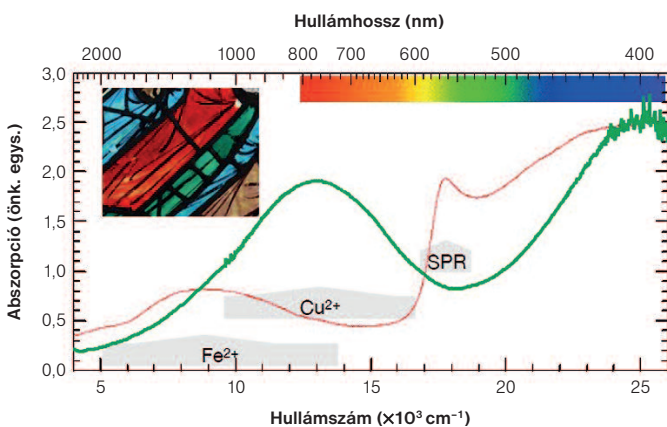 Hullámhossz (nm)
2000 1000 800 700 600 500 400
3,0
2,5
2,0
1,5
1,0
0,5
0,0
Abszorpció (önk. egys.)
SPR
Cu²⁺
Fe²⁺
5 10 15 20 25
Hullámszám (×10³ cm⁻¹)